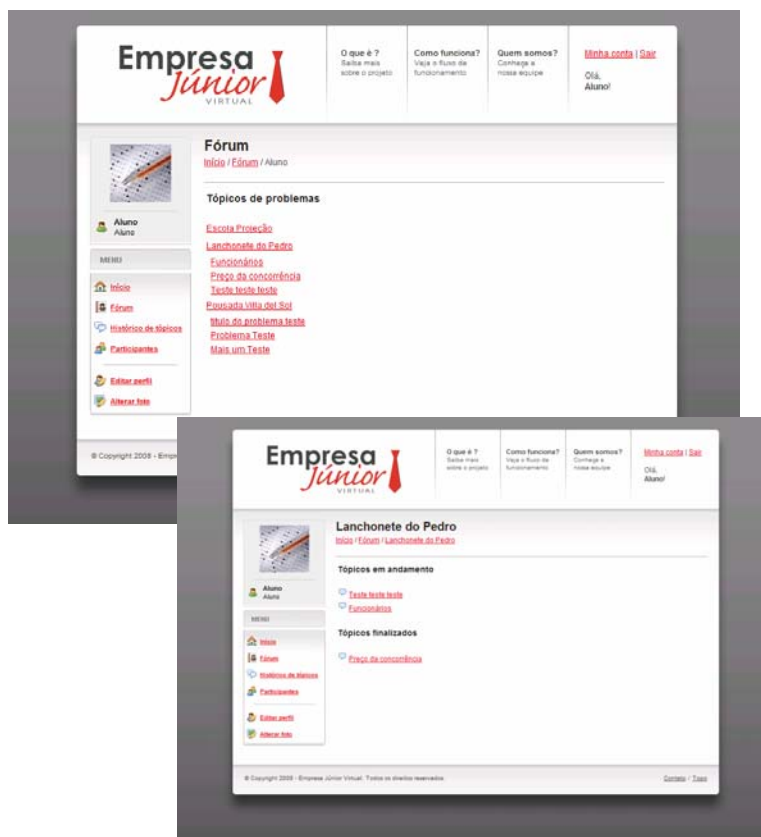 Empresa
Júnior
VIRTUAL
O que é ?
Saiba mais
sobre o projeto
Como funciona?
Veja o fluxo de
funcionamento
Quem somos?
Conheça a
nossa equipe
Minha conta | Sair
Olá,
Aluno!
Aluno
Aluno
MENU
Início
Fórum
Histórico de tópicos
Participantes
Editar perfil
Alterar foto
Fórum
Início / Fórum / Aluno
Tópicos de problemas
Escola Projeção
Lanchonete do Pedro
Funcionários
Preço da concorrência
Teste teste teste
Pousada Villa del Sol
titulo do problema teste
Problema Teste
Mais um Teste
© Copyright 2008 - Empre
Empresa
Júnior
VIRTUAL
O que é ?
Saiba mais
sobre o projeto
Como funciona?
Veja o fluxo de
funcionamento
Quem somos?
Conheça a
nossa equipe
Minha conta | Sair
Olá,
Aluno!
Aluno
Aluno
MENU
Início
Fórum
Histórico de tópicos
Participantes
Editar perfil
Alterar foto
Lanchonete do Pedro
Início / Fórum / Lanchonete do Pedro
Tópicos em andamento
Teste teste teste
Funcionários
Tópicos finalizados
Preço da concorrência
© Copyright 2008 - Empresa Júnior Virtual. Todos os direitos reservados.
Contato / Topo